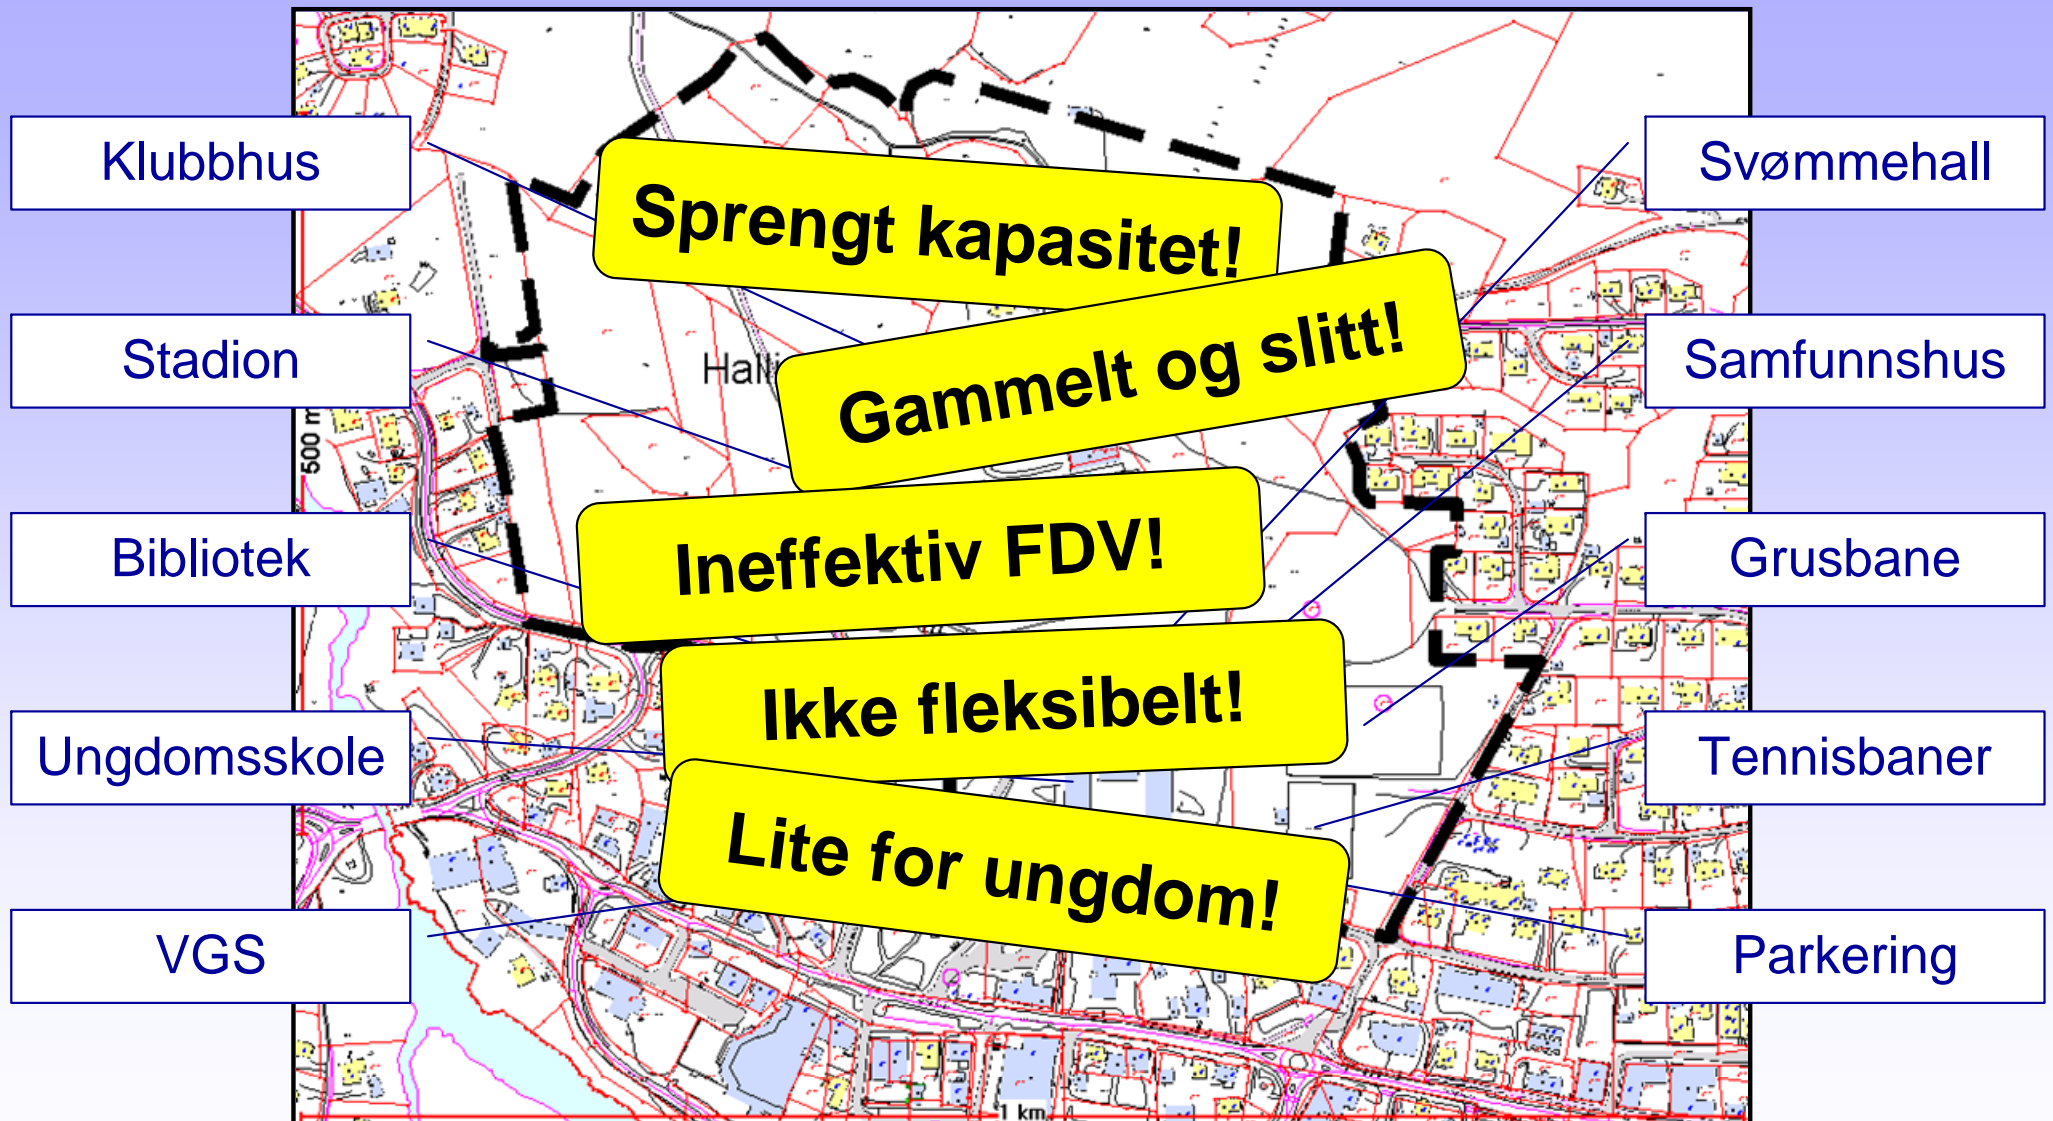 Klubbhus
Stadion
Bibliotek
Ungdomsskole
VGS
Sprengt kapasitet!
Gammelt og slitt!
Ineffektiv FDV!
Ikke fleksibelt!
Lite for ungdom!
Svømmehall
Samfunnshus
Grusbane
Tennisbaner
Parkering
500 m
1 km